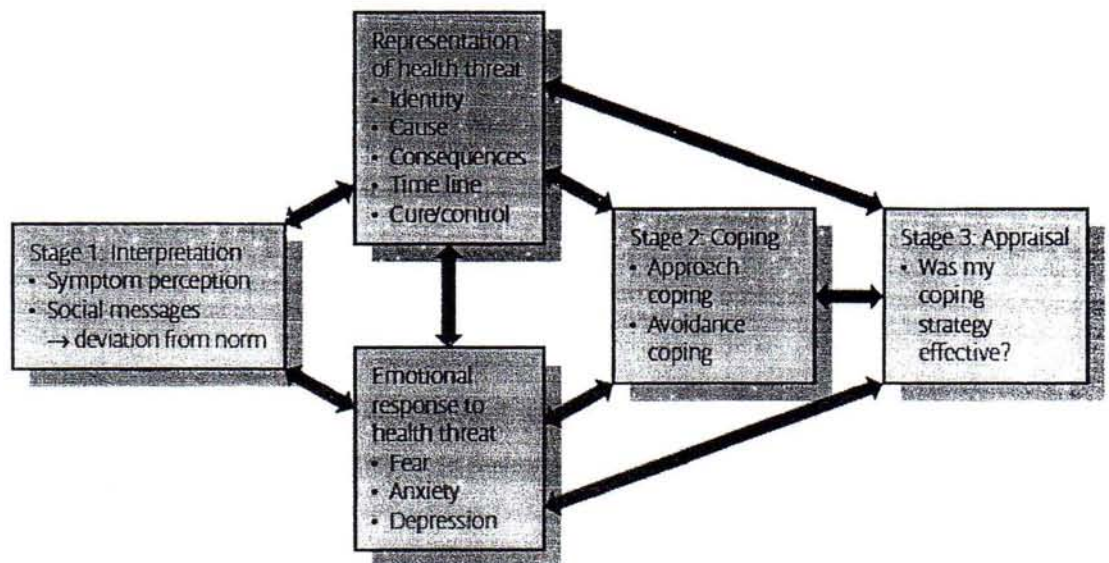 Representation
of health threat
• Identity
• Cause
• Consequences
• Time line
• Cure/control
Stage 1: Interpretation
• Symptom perception
• Social messages
→ deviation from norm
Emotional
response to
health threat
• Fear
• Anxiety
• Depression
Stage 2: Coping
• Approach
coping
• Avoidance
coping
Stage 3: Appraisal
• Was my
coping
strategy
effective?